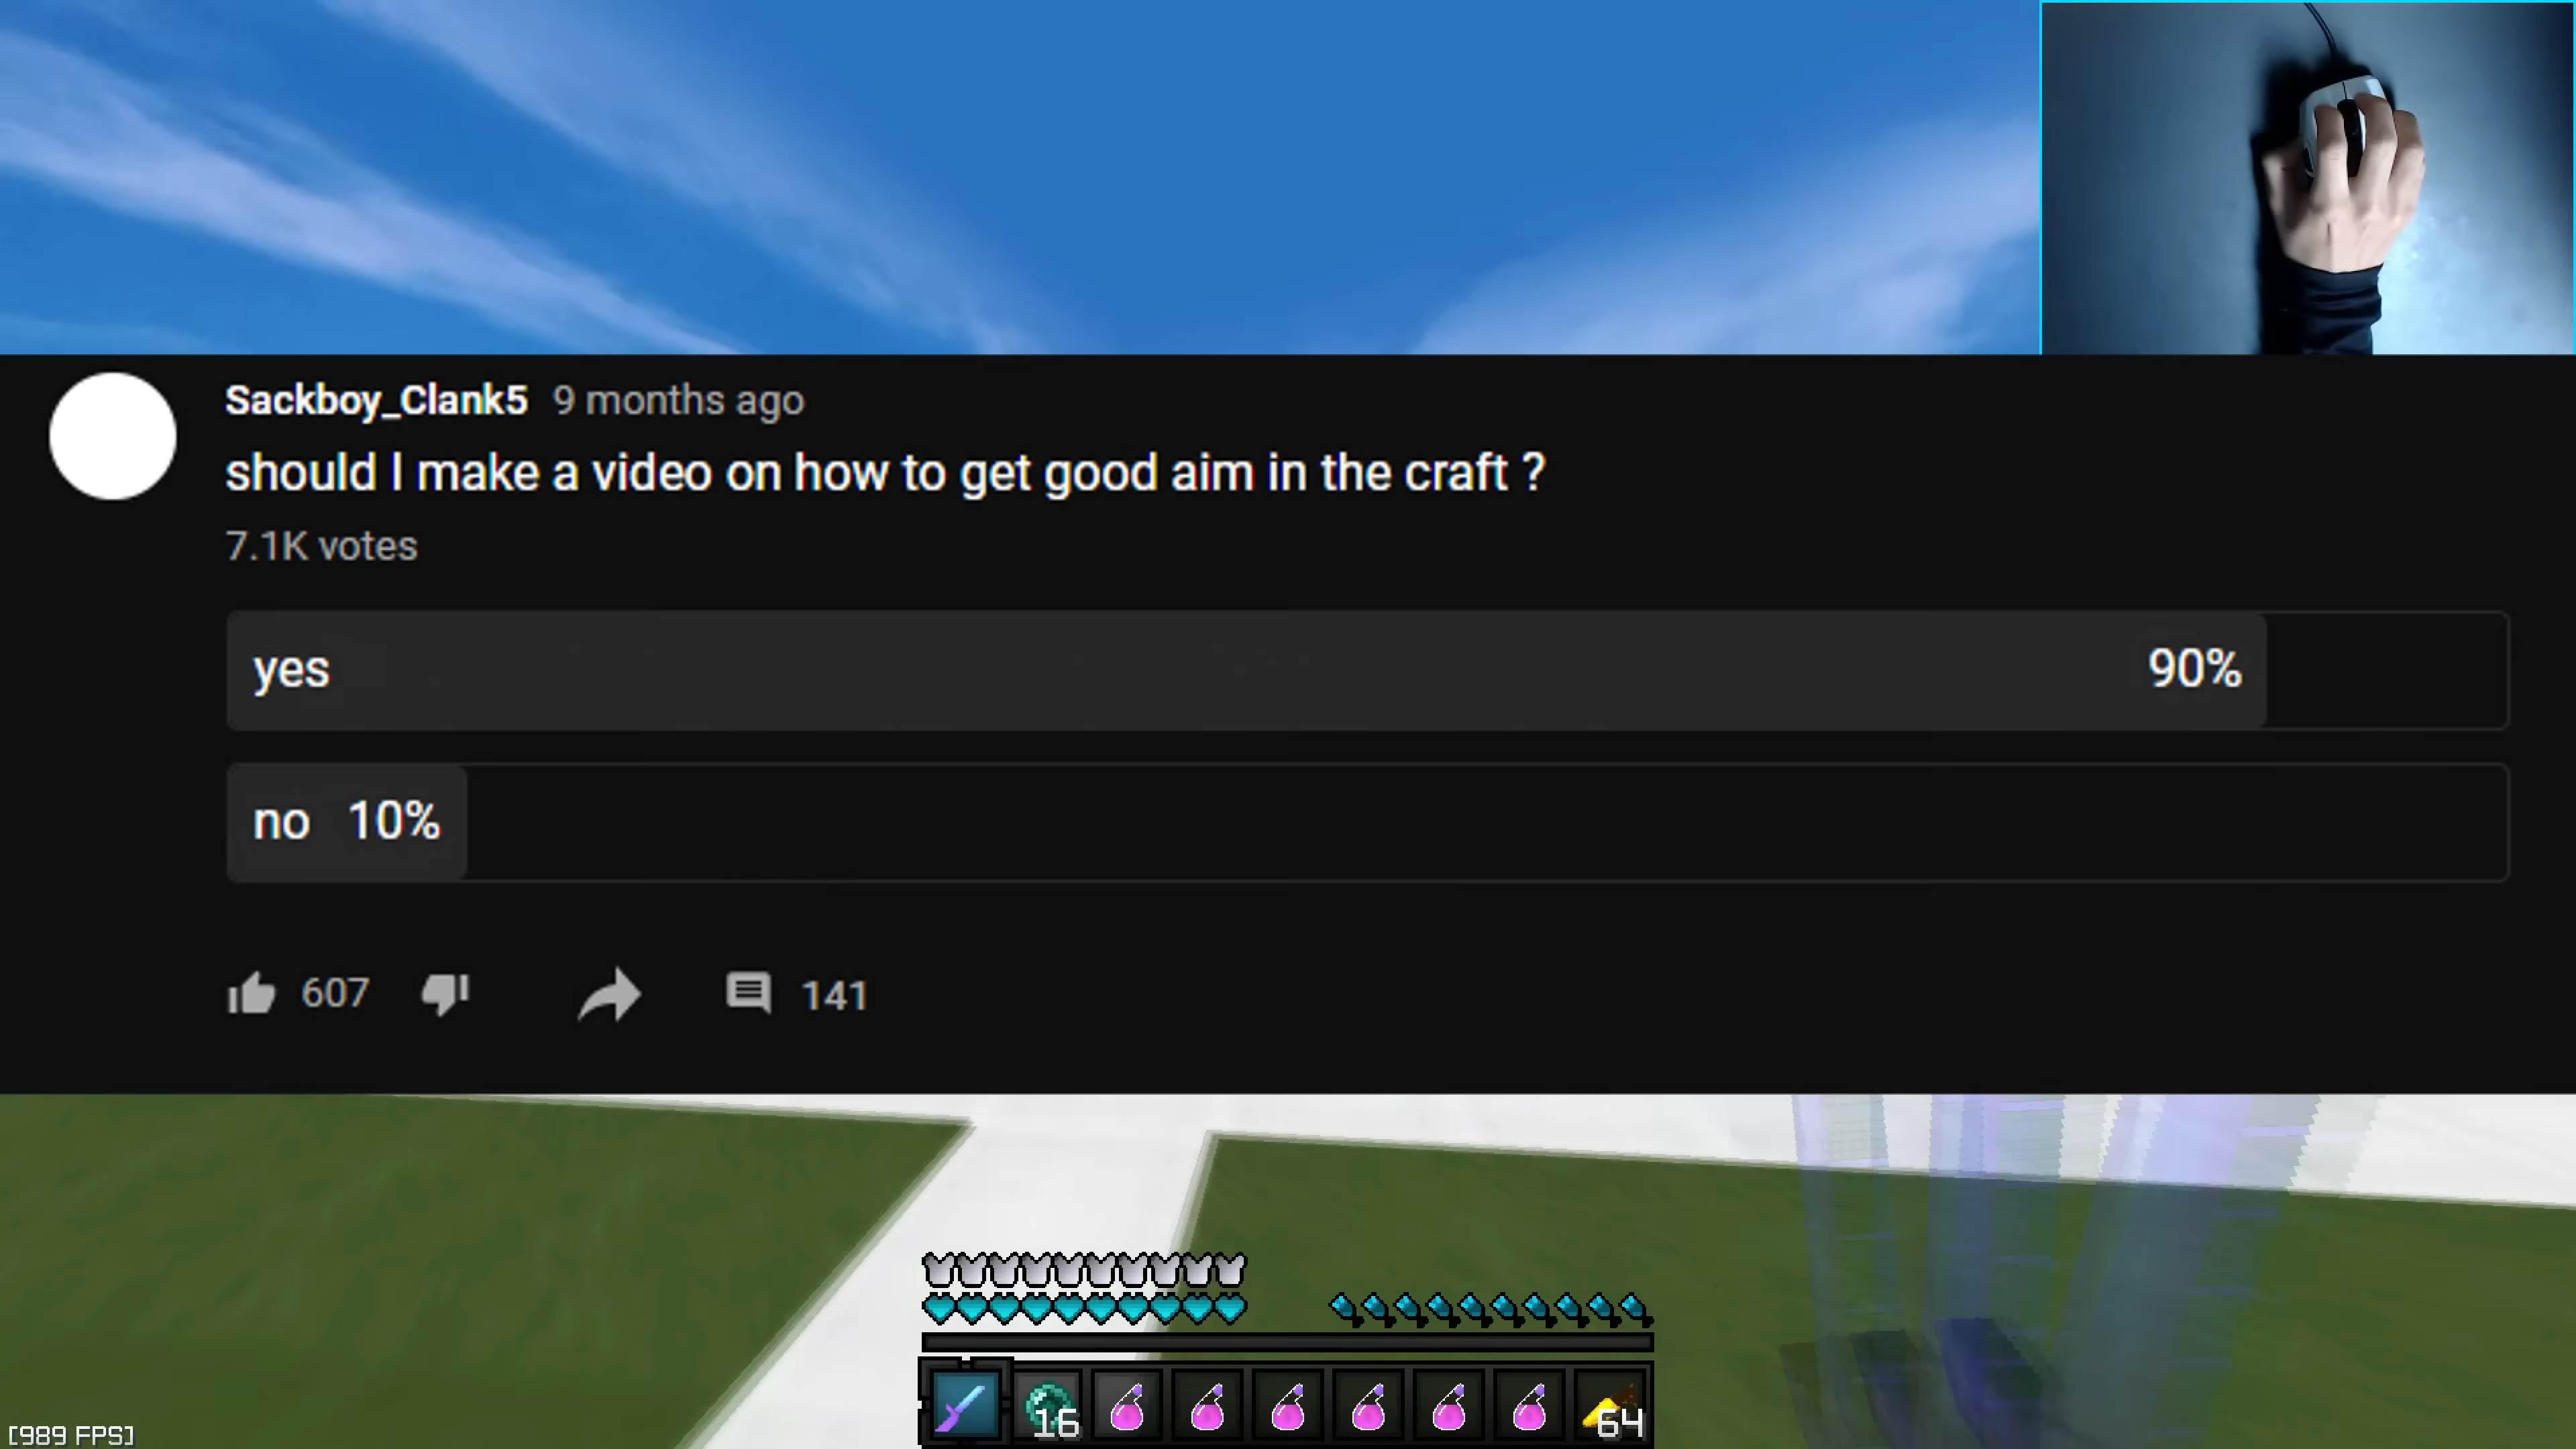 Sackboy_Clank5 9 months ago
should I make a video on how to get good aim in the craft ?
7.1K votes
yes 90%
no 10%
607 141
16 64
[989 FPS]